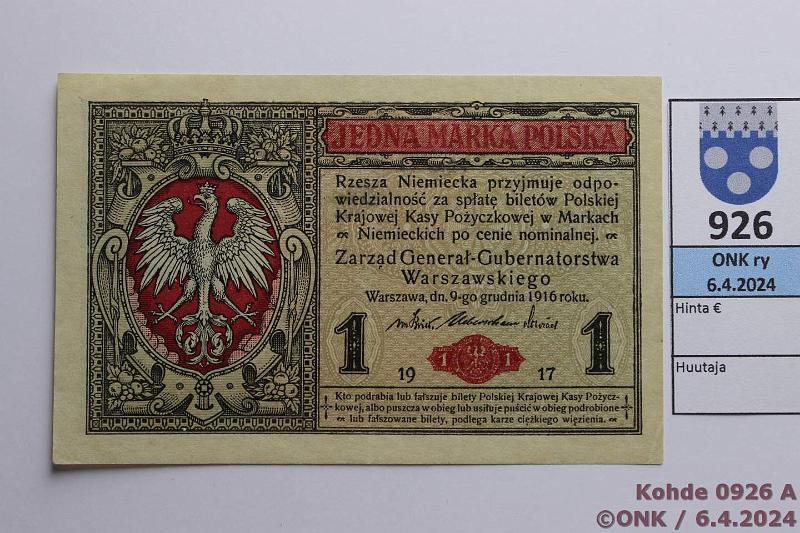 JEDNA MARKA POLSKA
Rzesza Niemiecka przyjmuje odpo-
wiedzialność za spłatę biletów Polskiej
Krajowej Kasy Pożyczkowej w Markach
Niemieckich po cenie nominalnej.
Zarząd Generał-Gubernatorstwa
Warszawskiego
Warszawa, dn. 9-go grudnia 1916 roku.
1 1 1 1
19 17
Kto podrabia lub fałszuje bilety Polskiej Krajowej Kasy Pożycz-
kowej, albo puszcza w obieg lub usiłuje puścić w obieg podrobione
lub fałszowane bilety, podlega karze ciężkiego więzienia.
926
ONK ry
6.4.2024
Hinta €
Huutaja
Kohde 0926 A
©ONK / 6.4.2024